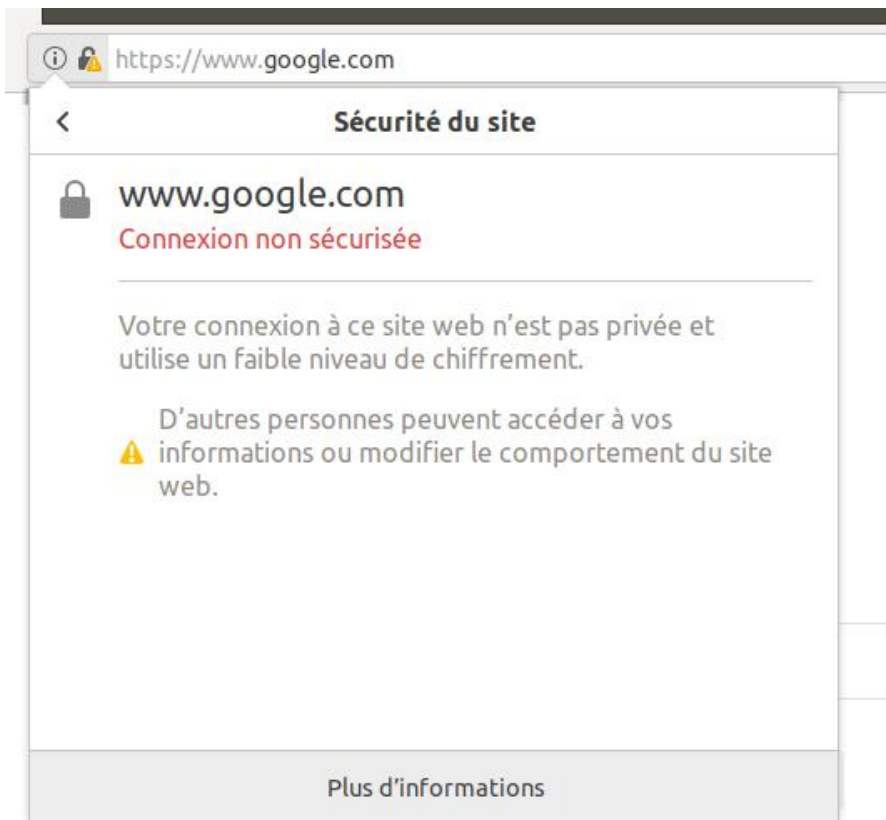 https://www.google.com
Sécurité du site
www.google.com
Connexion non sécurisée
Votre connexion à ce site web n’est pas privée et
utilise un faible niveau de chiffrement.
D’autres personnes peuvent accéder à vos
informations ou modifier le comportement du site
web.
Plus d’informations